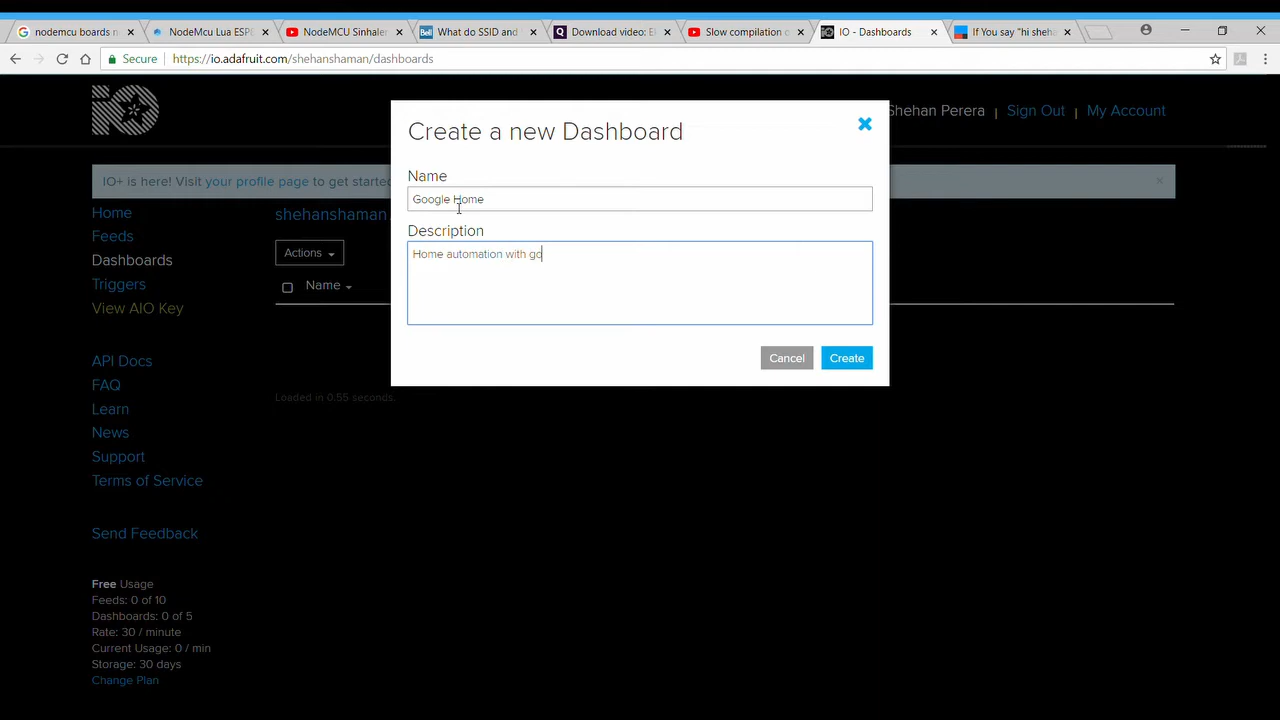 nodemcu boards n
NodeMCU Lua ESP
NodeMCU Sinhaler
What do SSID and
Download video: E
Slow compilation o
IO - Dashboards
If You say "hi sheha
Secure
https://io.adafruit.com/shehanshaman/dashboards
iO
Shehan Perera | Sign Out | My Account
IO+ is here! Visit your profile page to get starte
Home
Feeds
Dashboards
Triggers
View AIO Key
API Docs
FAQ
Learn
News
Support
Terms of Service
Send Feedback
Free Usage
Feeds: 0 of 10
Dashboards: 0 of 5
Rate: 30 / minute
Current Usage: 0 / min
Storage: 30 days
Change Plan
shehanshaman
Actions
Name
Loaded in 0.55 seconds.
Create a new Dashboard
Name
Google Home
Description
Home automation with go
Cancel
Create